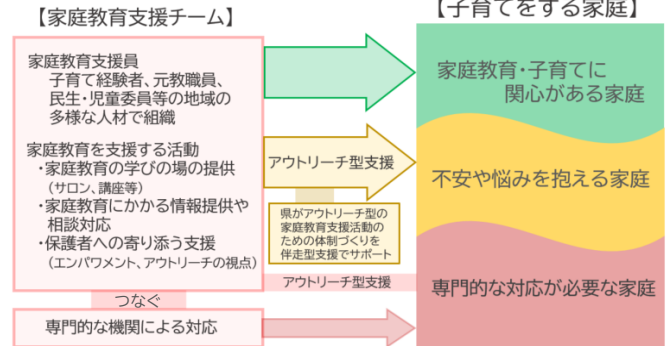 【家庭教育支援チーム】
家庭教育支援員
子育て経験者、元教職員、
民生・児童委員等の地域の
多様な人材で組織
家庭教育を支援する活動
・家庭教育の学びの場の提供
（サロン、講座等）
・家庭教育にかかる情報提供や
相談対応
・保護者への寄り添う支援
（エンパワメント、アウトリーチの視点）
つなぐ
専門的な機関による対応
アウトリーチ型支援
県がアウトリーチ型の
家庭教育支援活動の
ための体制づくりを
伴走型支援でサポート
アウトリーチ型支援
【子育てをする家庭】
家庭教育・子育てに
関心がある家庭
不安や悩みを抱える家庭
専門的な対応が必要な家庭